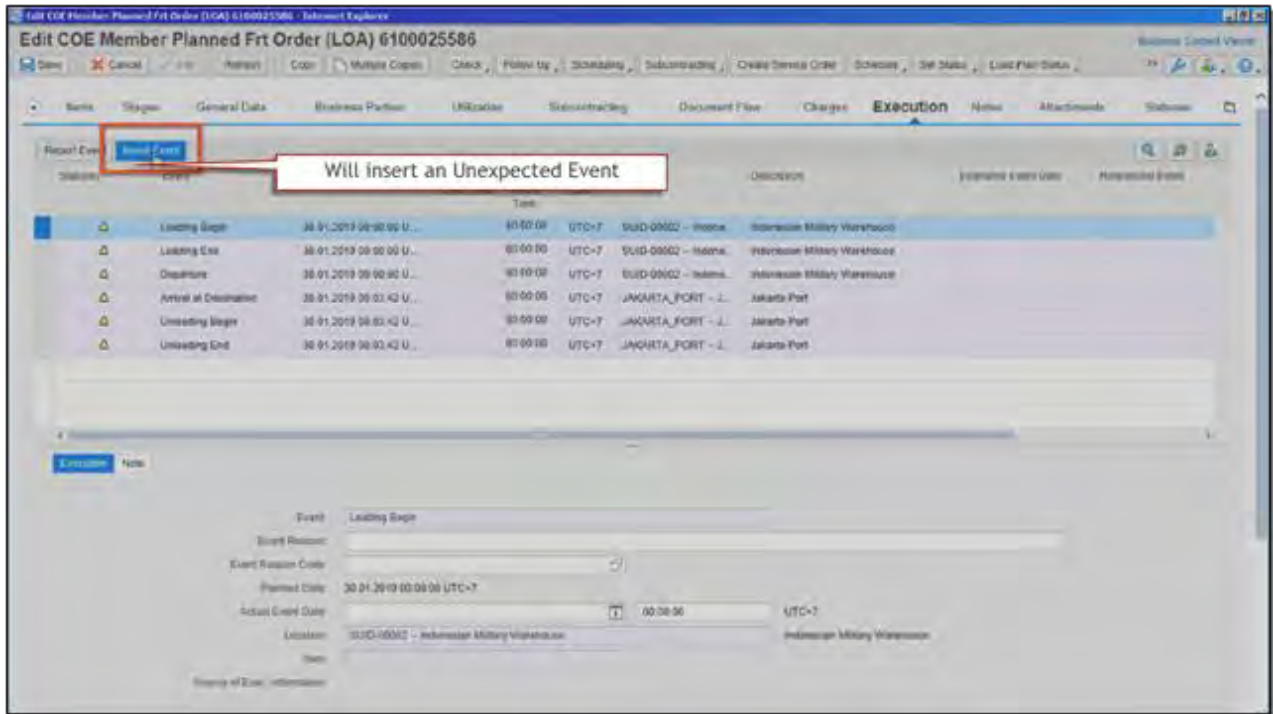 Edit COE Member Planned Frt Order (LOA) 6100025586 - Internet Explorer
Edit COE Member Planned Frt Order (LOA) 6100025586
Save Cancel Edit Refresh Copy Multiple Copies Check Follow Up Scheduling Subcontracting Create Service Order Schedule Set Status Load Plan Status
Items Stages General Data Business Partner Utilization Subcontracting Document Flow Charges Execution Notes Attachments Statuses
Report Event Insert Event
Will insert an Unexpected Event
Event Description
Time
Loading Begin 30.01.2019 00:00:00 U... 00:00:00 UTC+7 SUID-00002 – Indone... Indonesian Military Warehouse
Loading End 30.01.2019 00:00:00 U... 00:00:00 UTC+7 SUID-00002 – Indone... Indonesian Military Warehouse
Departure 30.01.2019 00:00:00 U... 00:00:00 UTC+7 SUID-00002 – Indone... Indonesian Military Warehouse
Arrival at Destination 30.01.2019 00:03:42 U... 00:00:00 UTC+7 JAKARTA_PORT – J... Jakarta Port
Unloading Begin 30.01.2019 00:03:42 U... 00:00:00 UTC+7 JAKARTA_PORT – J... Jakarta Port
Unloading End 30.01.2019 00:03:42 U... 00:00:00 UTC+7 JAKARTA_PORT – J... Jakarta Port
Execution Note
Event: Loading Begin
Event Reason:
Event Reason Code:
Planned Date: 30.01.2019 00:00:00 UTC+7
Actual Event Date: 00:00:00 UTC+7
Location: SUID-00002 – Indonesian Military Warehouse Indonesian Military Warehouse
Item: